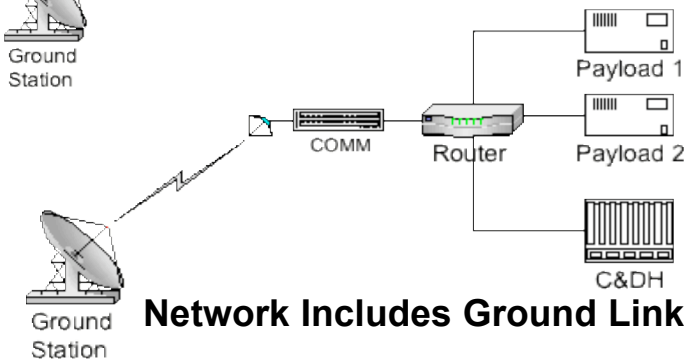 Ground
Station
Payload 1
COMM
Router
Payload 2
C&DH
Network Includes Ground Link
Ground
Station